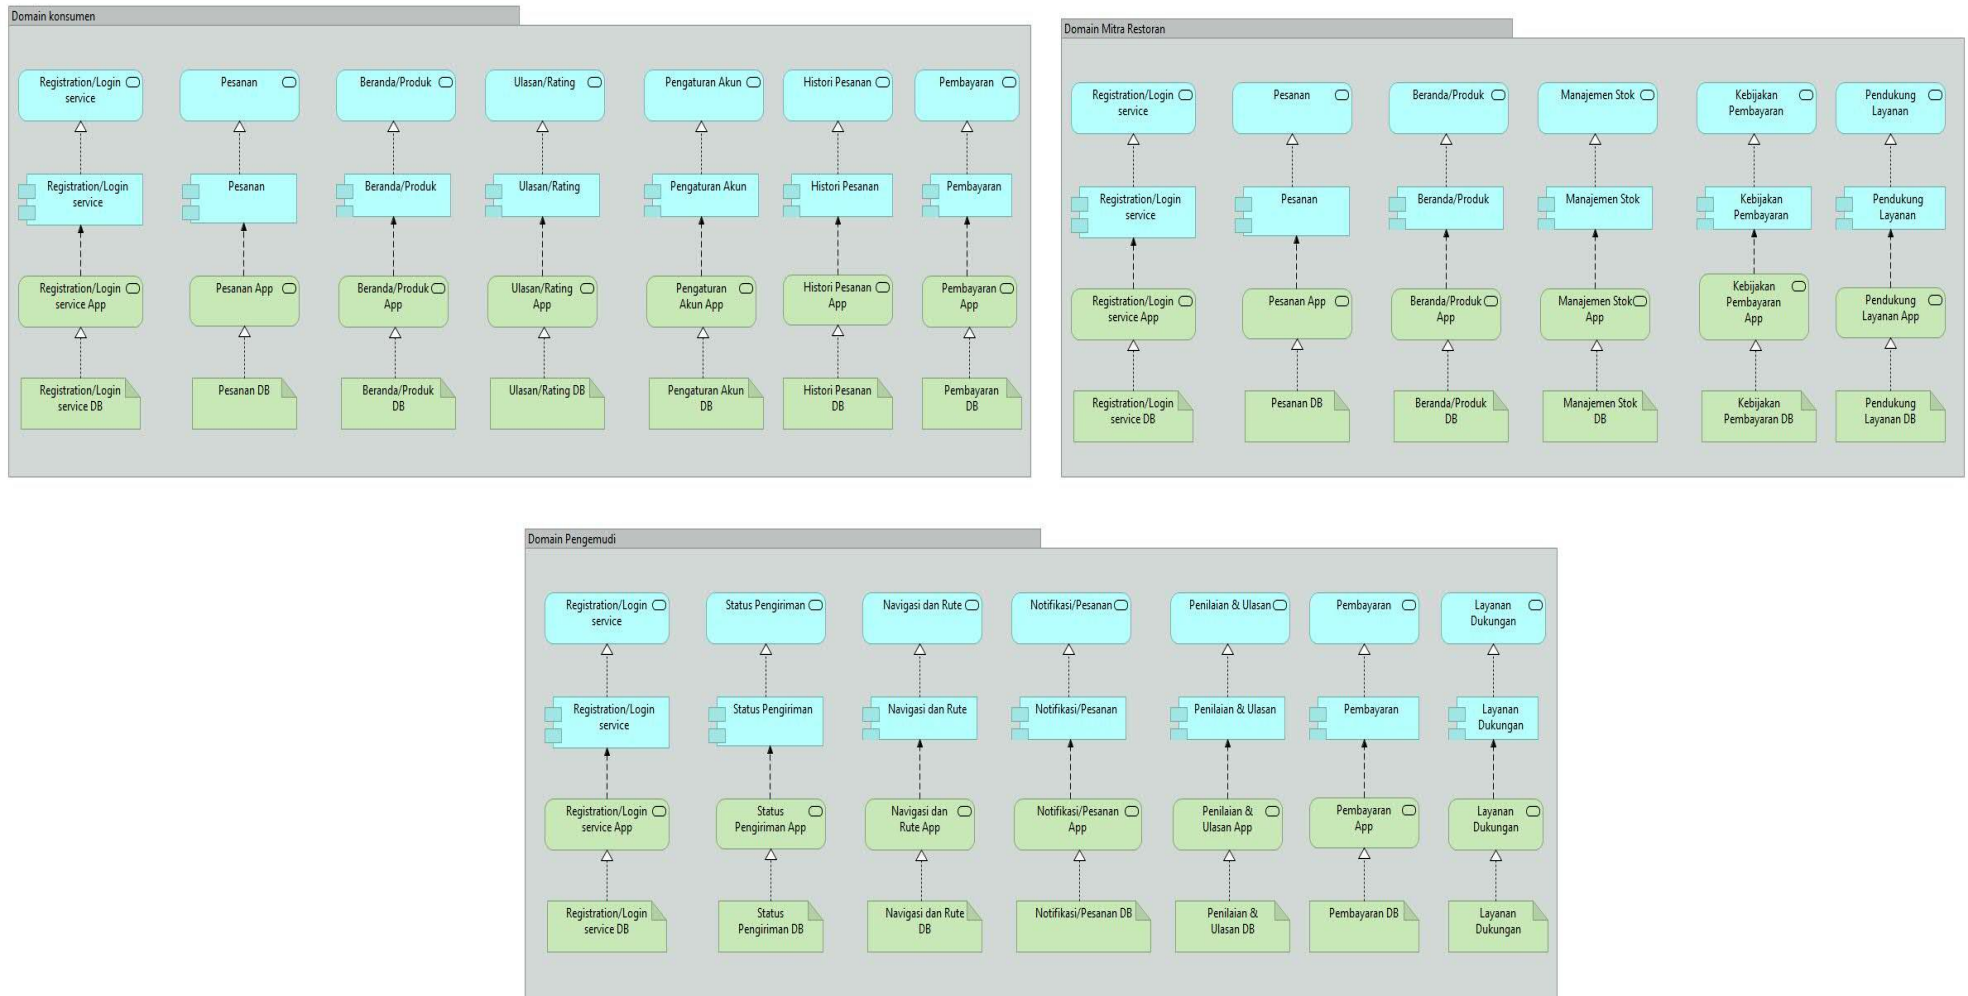 Domain konsumen
Registration/Login
service
Pesanan
Beranda/Produk
Ulasan/Rating
Pengaturan Akun
Histori Pesanan
Pembayaran
Registration/Login
service
Pesanan
Beranda/Produk
Ulasan/Rating
Pengaturan Akun
Histori Pesanan
Pembayaran
Registration/Login
service App
Pesanan App
Beranda/Produk
App
Ulasan/Rating
App
Pengaturan
Akun App
Histori Pesanan
App
Pembayaran
App
Registration/Login
service DB
Pesanan DB
Beranda/Produk
DB
Ulasan/Rating DB
Pengaturan Akun
DB
Histori Pesanan
DB
Pembayaran
DB
Domain Mitra Restoran
Registration/Login
service
Pesanan
Beranda/Produk
Manajemen Stok
Kebijakan
Pembayaran
Pendukung
Layanan
Registration/Login
service
Pesanan
Beranda/Produk
Manajemen Stok
Kebijakan
Pembayaran
Pendukung
Layanan
Registration/Login
service App
Pesanan App
Beranda/Produk
App
Manajemen Stok
App
Kebijakan
Pembayaran
App
Pendukung
Layanan App
Registration/Login
service DB
Pesanan DB
Beranda/Produk
DB
Manajemen Stok
DB
Kebijakan
Pembayaran DB
Pendukung
Layanan DB
Domain Pengemudi
Registration/Login
service
Status Pengiriman
Navigasi dan Rute
Notifikasi/Pesanan
Penilaian & Ulasan
Pembayaran
Layanan
Dukungan
Registration/Login
service
Status Pengiriman
Navigasi dan Rute
Notifikasi/Pesanan
Penilaian & Ulasan
Pembayaran
Layanan
Dukungan
Registration/Login
service App
Status
Pengiriman App
Navigasi dan
Rute App
Notifikasi/Pesanan
App
Penilaian &
Ulasan App
Pembayaran
App
Layanan
Dukungan
Registration/Login
service DB
Status
Pengiriman DB
Navigasi dan Rute
DB
Notifikasi/Pesanan DB
Penilaian &
Ulasan DB
Pembayaran DB
Layanan
Dukungan